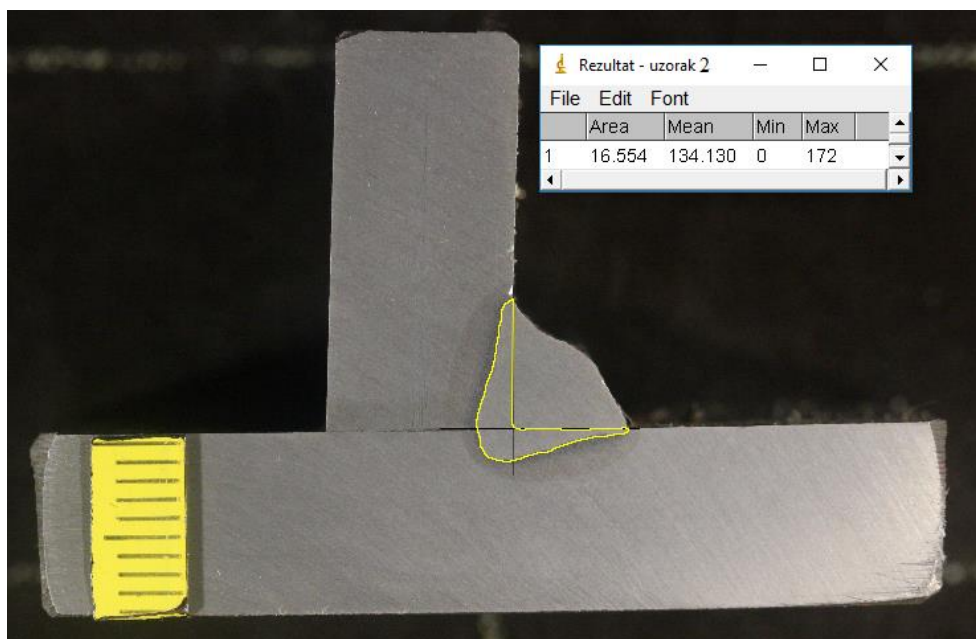 Rezultat - uzorak 2
File Edit Font
Area Mean Min Max
1 16.554 134.130 0 172